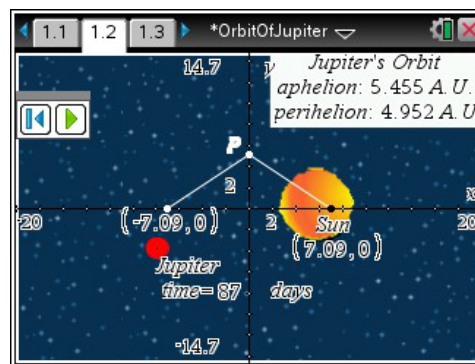 1.1 1.2 1.3 *OrbitOfJupiter
Jupiter's Orbit
aphelion: 5.455 A.U.
perihelion: 4.952 A.U
14.7 y
P
2
x
-20 2 20
(-7.09,0) Sun
(7.09,0)
Jupiter
time=87 days
-14.7